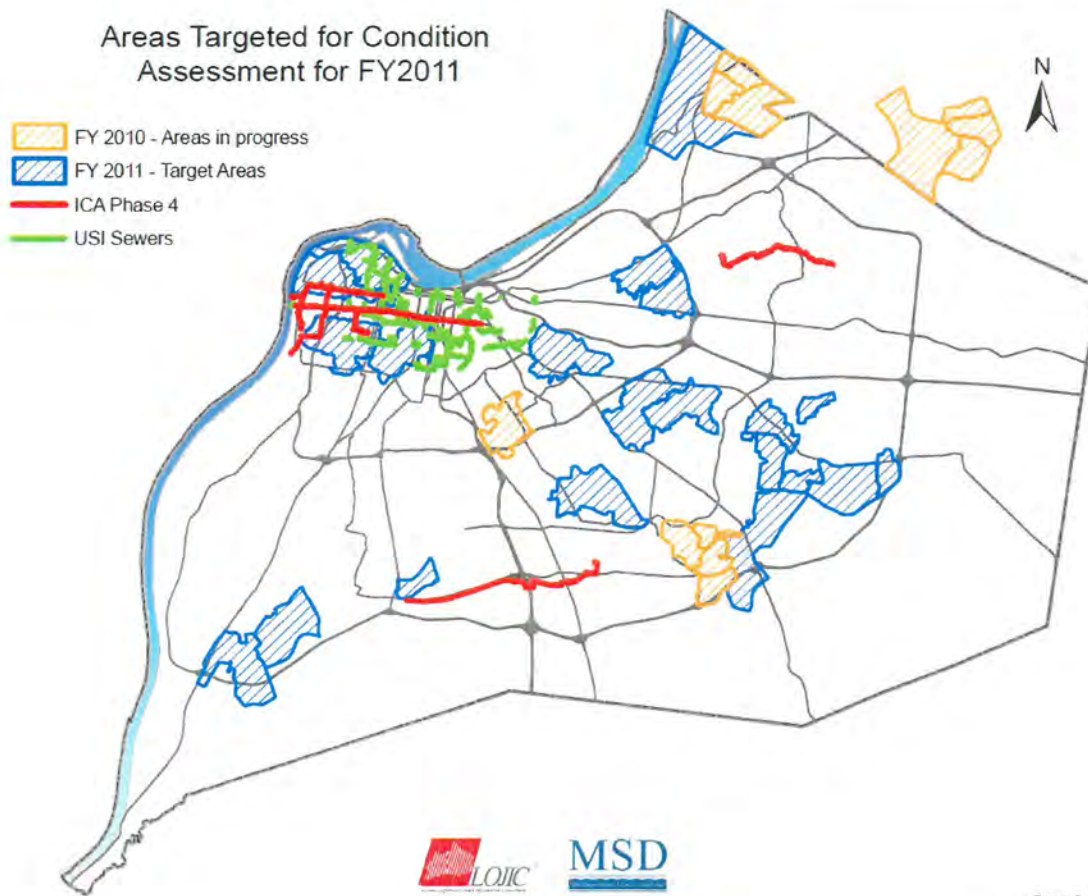 Areas Targeted for Condition
Assessment for FY2011
N
FY 2010 - Areas in progress
FY 2011 - Target Areas
ICA Phase 4
USI Sewers
LOJIC
MSD